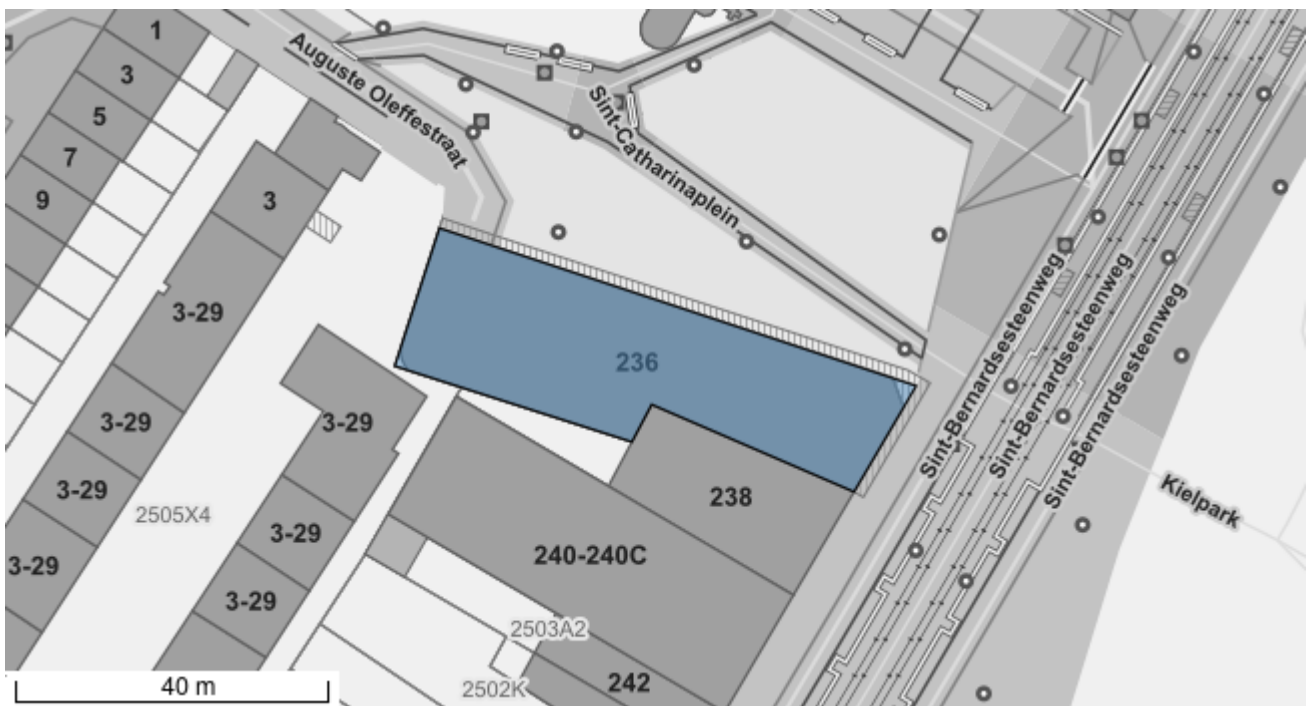 1
3
5
7
9
Auguste Oleffestraat
Sint-Catharinaplein
3
3-29
236
3-29
3-29
3-29
3-29
3-29
3-29
2505X4
238
240-240C
2503A2
2502K
242
Sint-Bernardsesteenweg
Sint-Bernardsesteenweg
Sint-Bernardsesteenweg
Kielpark
40 m